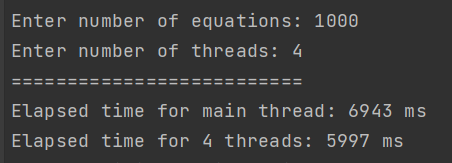 Enter number of equations: 1000
Enter number of threads: 4
==========================
Elapsed time for main thread: 6943 ms
Elapsed time for 4 threads: 5997 ms